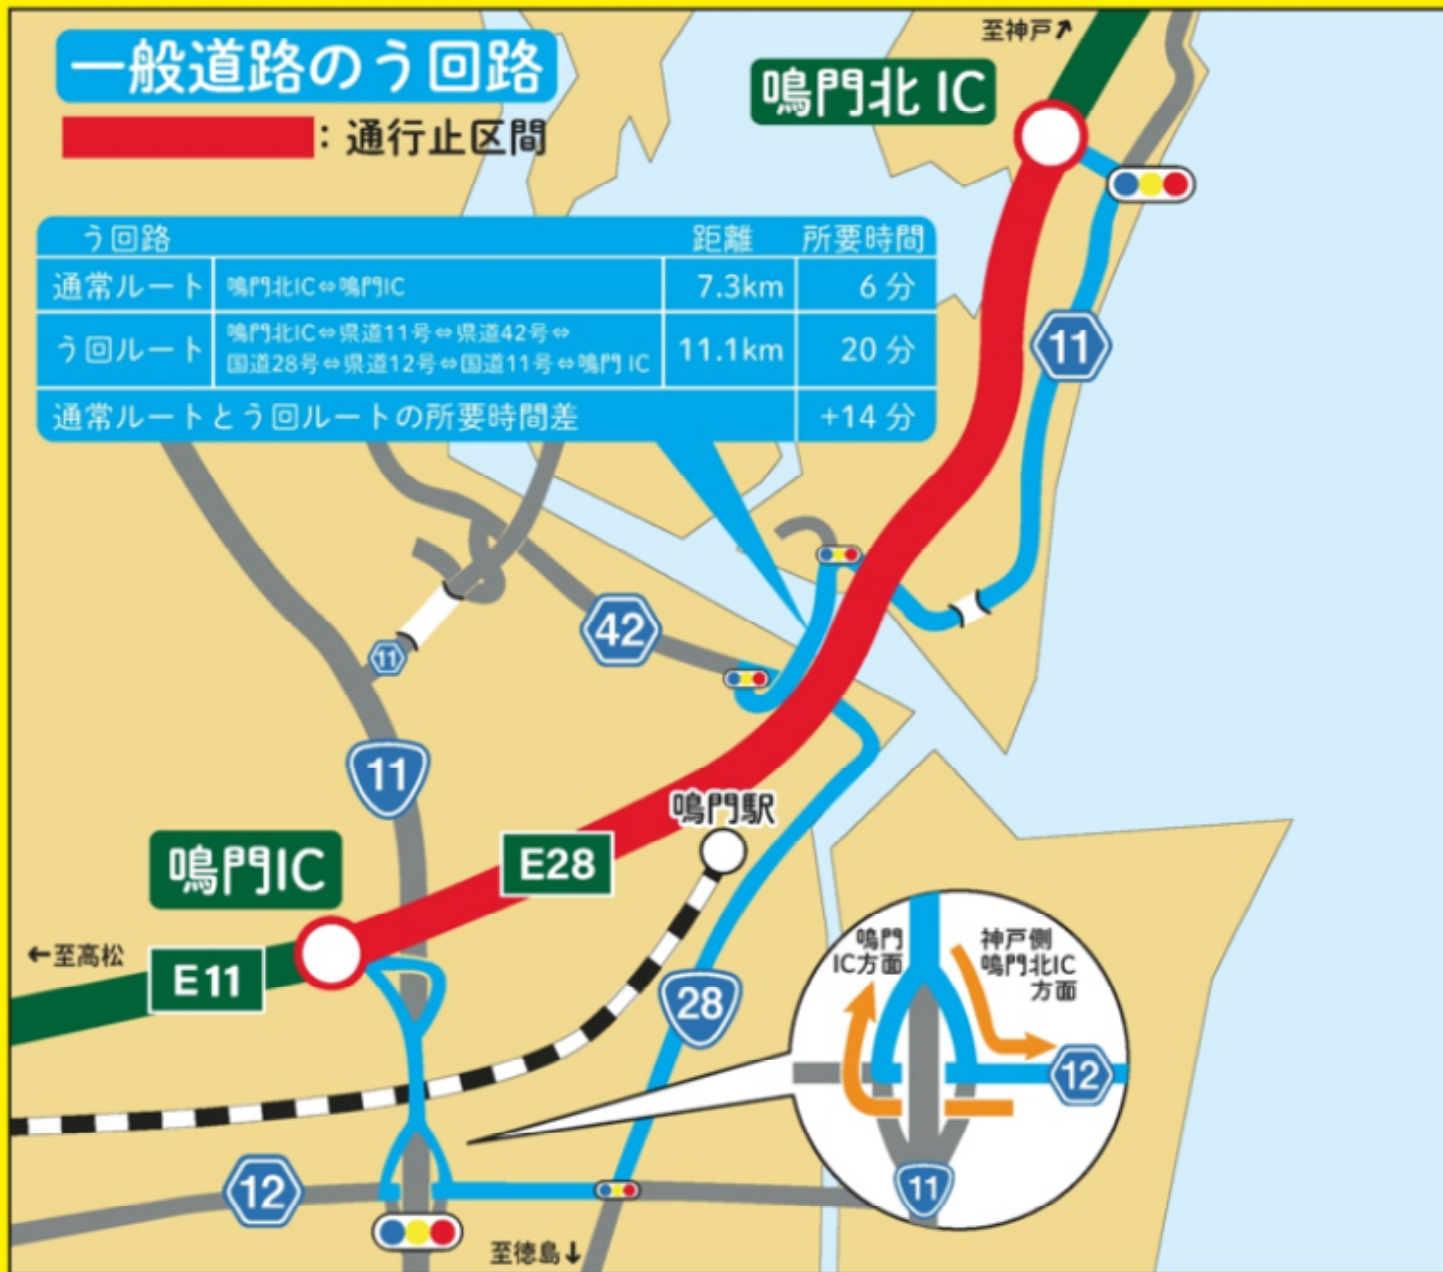 一般道路のう回路
：通行止区間
至神戸↗
鳴門北 IC
う回路 距離 所要時間
通常ルート 鳴門北IC⇔鳴門IC 7.3km 6 分
う回ルート 鳴門北IC⇔県道11号⇔県道42号⇔
国道28号⇔県道12号⇔国道11号⇔鳴門 IC 11.1km 20 分
通常ルートとう回ルートの所要時間差 +14 分
11
42
11
11
鳴門駅
E28
鳴門IC
←至高松
E11
28
鳴門
IC方面
神戸側
鳴門北IC
方面
12
11
12
至徳島↓